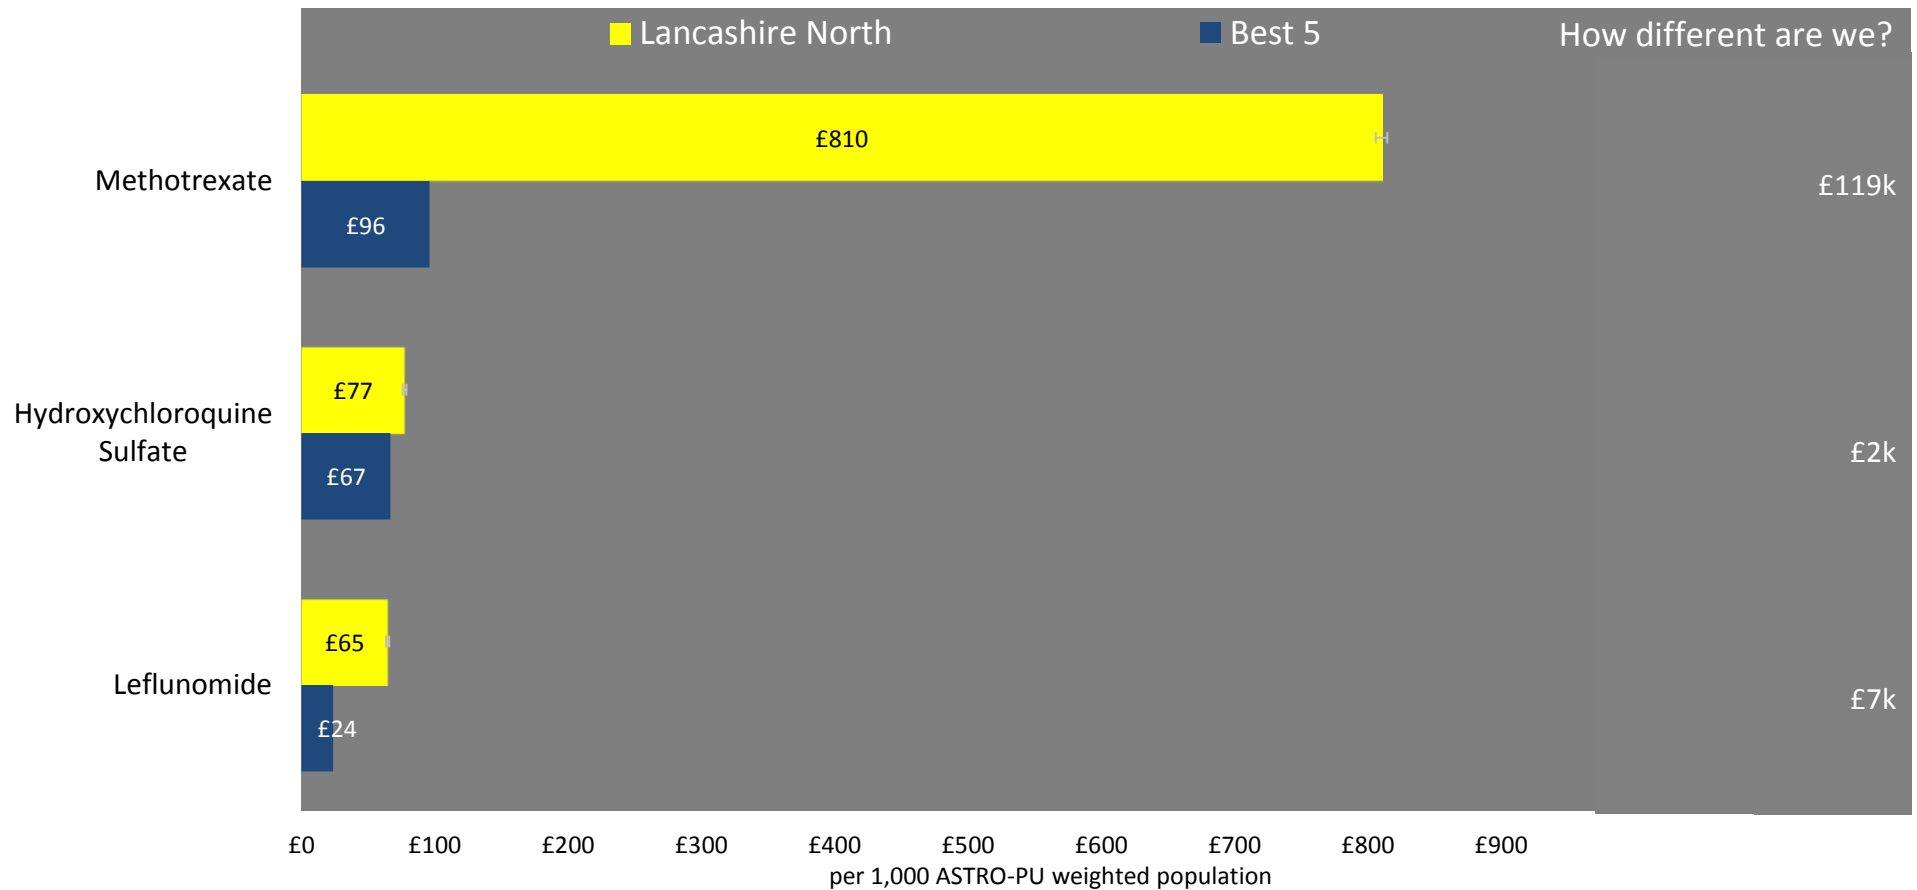 Lancashire North Best 5 How different are we?
Methotrexate
£810
£96
£119k
Hydroxychloroquine
Sulfate
£77
£67
£2k
Leflunomide
£65
£24
£7k
£0 £100 £200 £300 £400 £500 £600 £700 £800 £900
per 1,000 ASTRO-PU weighted population